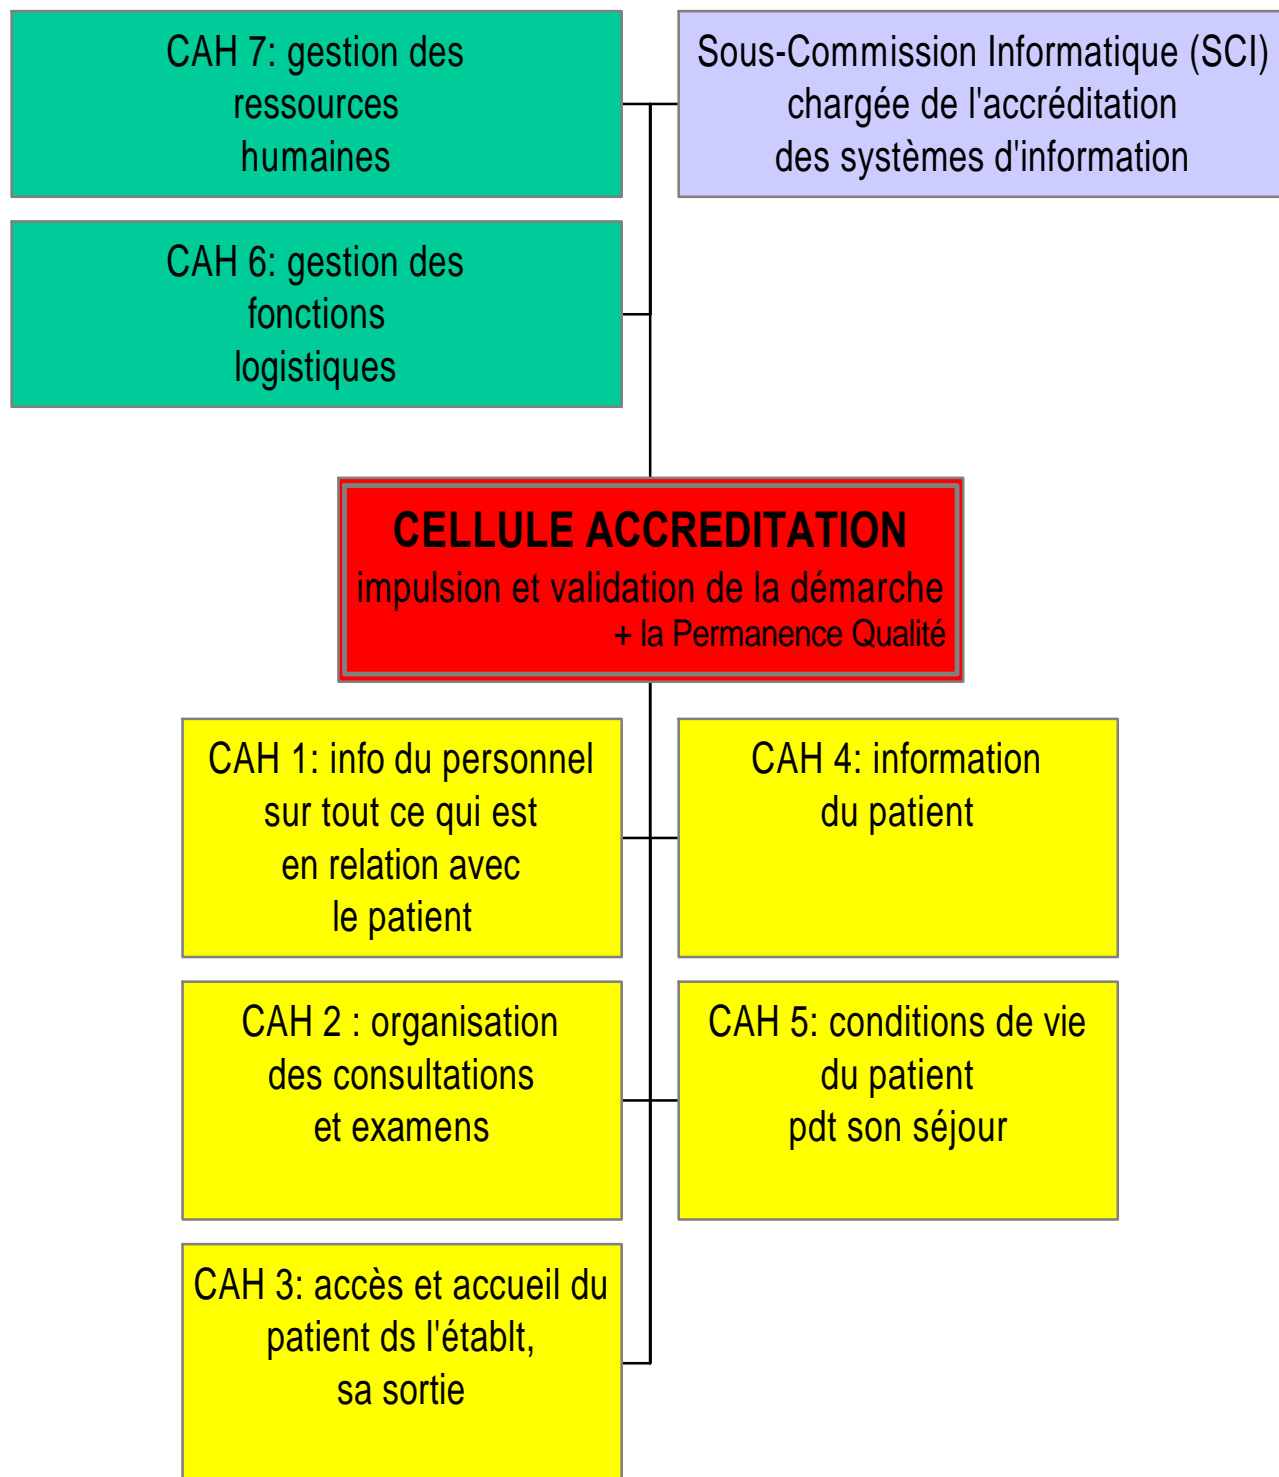 CAH 7: gestion des
ressources
humaines
Sous-Commission Informatique (SCI)
chargée de l'accréditation
des systèmes d'information
CAH 6: gestion des
fonctions
logistiques
CELLULE ACCREDITATION
impulsion et validation de la démarche
+ la Permanence Qualité
CAH 1: info du personnel
sur tout ce qui est
en relation avec
le patient
CAH 4: information
du patient
CAH 2 : organisation
des consultations
et examens
CAH 5: conditions de vie
du patient
pdt son séjour
CAH 3: accès et accueil du
patient ds l'établt,
sa sortie